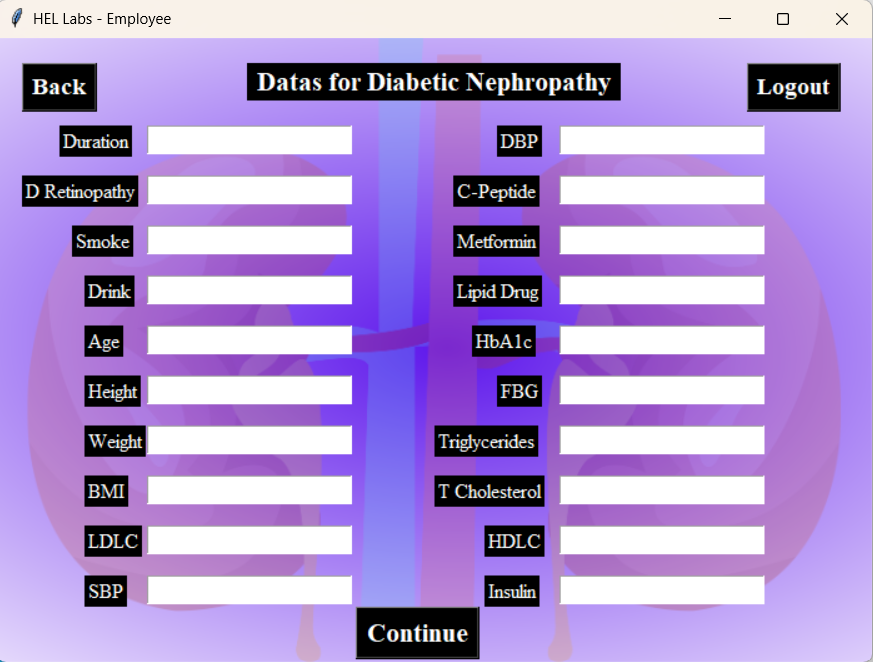 HEL Labs - Employee
Back
Datas for Diabetic Nephropathy
Logout
Duration
DBP
D Retinopathy
C-Peptide
Smoke
Metformin
Drink
Lipid Drug
Age
HbA1c
Height
FBG
Weight
Triglycerides
BMI
T Cholesterol
LDLC
HDLC
SBP
Insulin
Continue